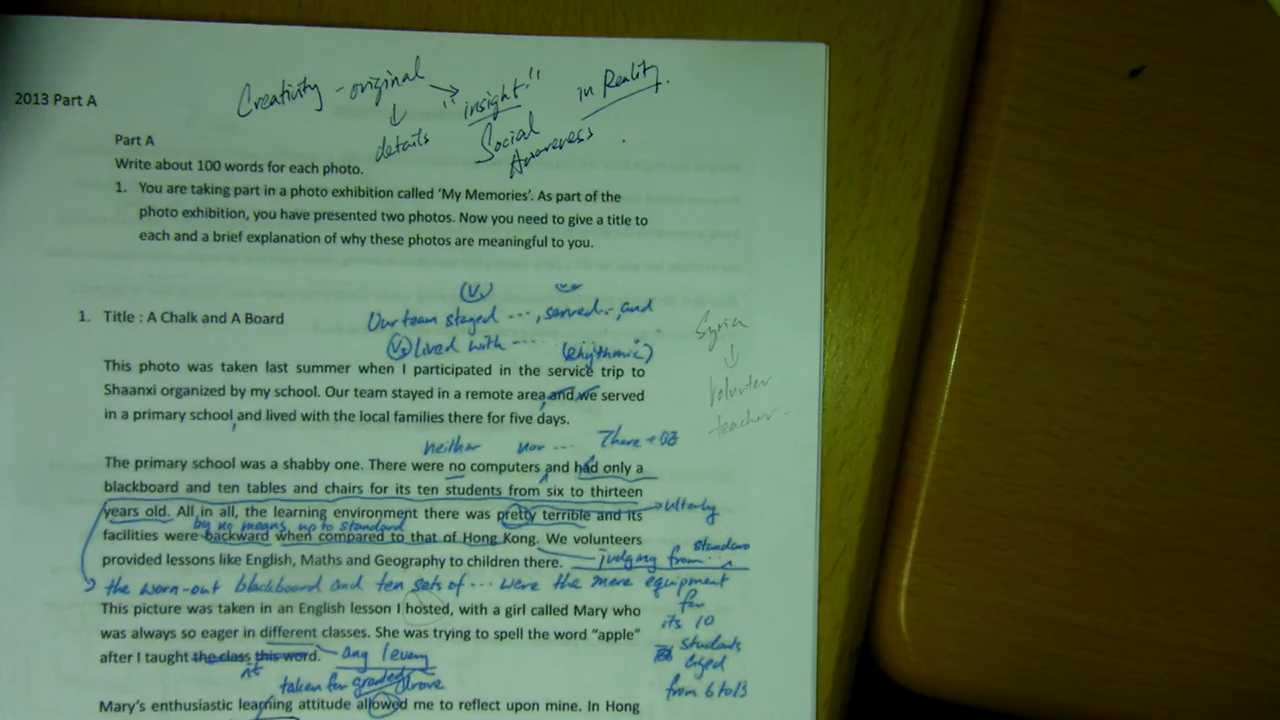 Creativity - original → "insight" in Reality.
2013 Part A
↓
details
Social
Awareness
Part A
Write about 100 words for each photo.
1. You are taking part in a photo exhibition called 'My Memories'. As part of the
photo exhibition, you have presented two photos. Now you need to give a title to
each and a brief explanation of why these photos are meaningful to you.
1. Title : A Chalk and A Board
Our team staged ..., served.., and
lived with .... (rhythmic)
Syria
↓
Volunteer
teacher
This photo was taken last summer when I participated in the service trip to
Shaanxi organized by my school. Our team stayed in a remote area, and we served
in a primary school, and lived with the local families there for five days.
neither nor ... There + BE
The primary school was a shabby one. There were no computers and had only a
blackboard and ten tables and chairs for its ten students from six to thirteen
years old. All in all, the learning environment there was pretty terrible and its
utterly
by no means up to standard
facilities were backward when compared to that of Hong Kong. We volunteers
judging from ... standard
provided lessons like English, Maths and Geography to children there.
the worn-out blackboard and ten sets of ... were the mere equipment
for
its 10
students
aged
from 6 to 13
This picture was taken in an English lesson I hosted, with a girl called Mary who
was always so eager in different classes. She was trying to spell the word "apple"
after I taught the class this word.
it
any / every
taken for granted drove
Mary's enthusiastic learning attitude allowed me to reflect upon mine. In Hong